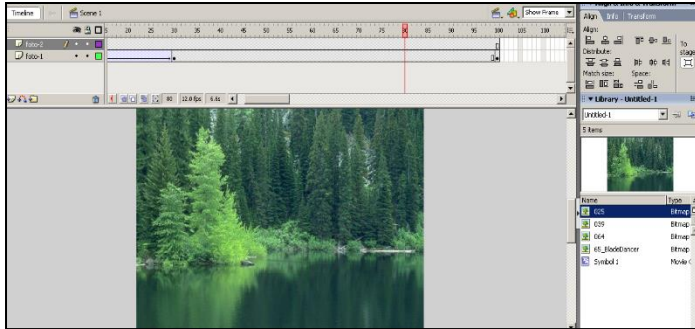 Timeline
Scene 1
Show Frame
5 20 25 30 35 40 45 50 55 60 65 70 75 80 85 90 95 100 105 110
foto-2
foto-1
80 12.0 fps 6.6s
Align Info Transform
Align:
To
stage
Distribute:
Match size: Space:
Library - Untitled-1
Untitled-1
5 items
Name Type
025 Bitmap
039 Bitmap
064 Bitmap
65_BladeDancer Bitmap
Symbol 1 Movie C